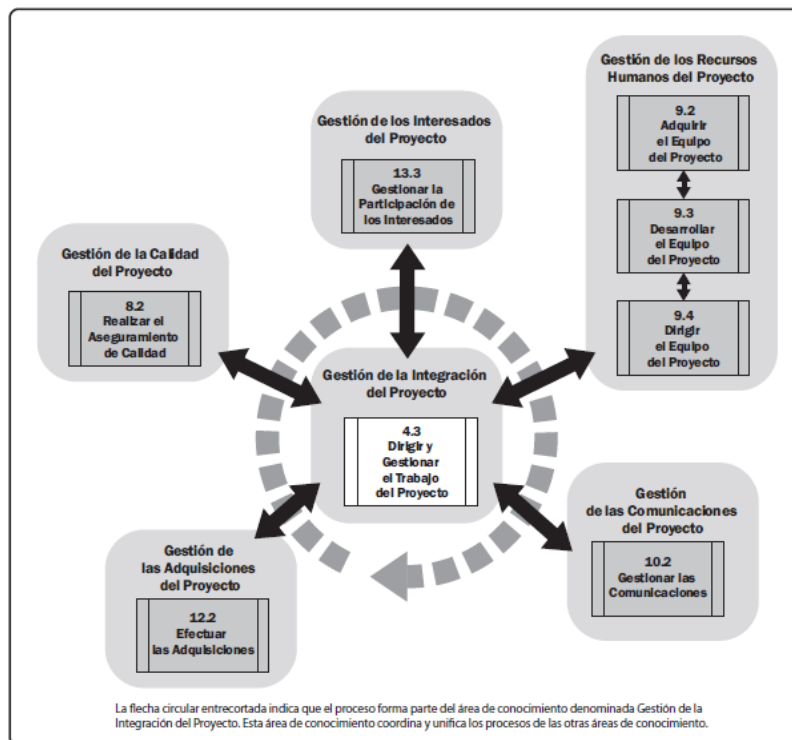 Gestión de los Recursos
Humanos del Proyecto
9.2
Adquirir
el Equipo
del Proyecto
9.3
Desarrollar
el Equipo
del Proyecto
9.4
Dirigir
el Equipo
del Proyecto
Gestión de los Interesados
del Proyecto
13.3
Gestionar la
Participación de
los Interesados
Gestión de la Calidad
del Proyecto
8.2
Realizar el
Aseguramiento
de Calidad
Gestión de la Integración
del Proyecto
4.3
Dirigir y
Gestionar
el Trabajo
del Proyecto
Gestión
de las Comunicaciones
del Proyecto
10.2
Gestionar las
Comunicaciones
Gestión de
las Adquisiciones
del Proyecto
12.2
Efectuar
las Adquisiciones
La flecha circular entrecortada indica que el proceso forma parte del área de conocimiento denominada Gestión de la
Integración del Proyecto. Esta área de conocimiento coordina y unifica los procesos de las otras áreas de conocimiento.